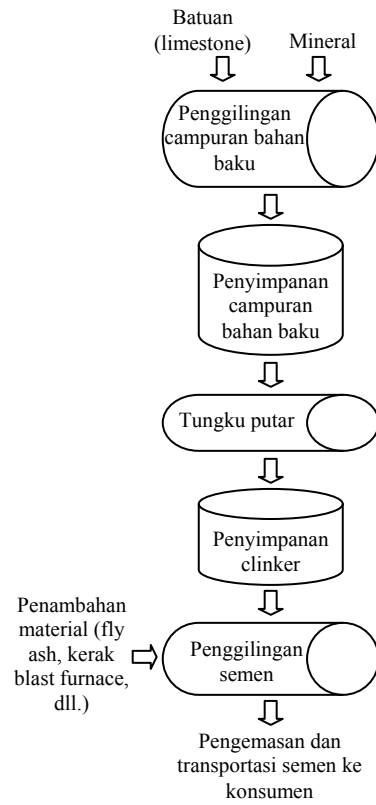 Batuan
(limestone)
Mineral
Penggilingan
campuran bahan
baku
Penyimpanan
campuran
bahan baku
Tungku putar
Penyimpanan
clinker
Penambahan
material (fly
ash, kerak
blast furnace,
dll.)
Penggilingan
semen
Pengemasan dan
transportasi semen ke
konsumen